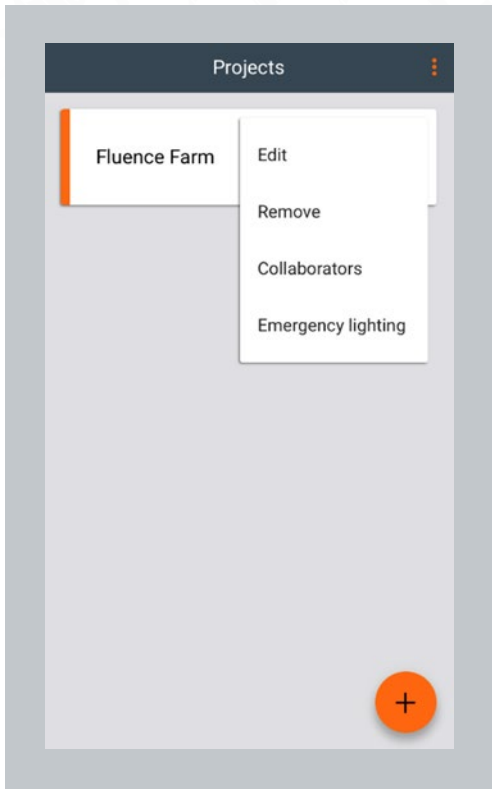 Projects
Fluence Farm
Edit
Remove
Collaborators
Emergency lighting